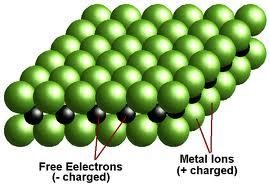 Free Eelectrons
(- charged)
Metal Ions
(+ charged)